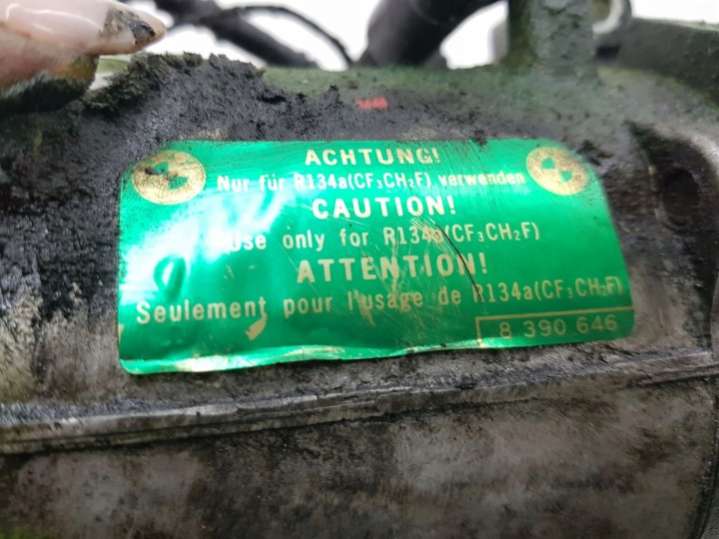 ACHTUNG!
Nur für R134a(CF₃CH₂F) verwenden
CAUTION!
Use only for R134a(CF₃CH₂F)
ATTENTION!
Seulement pour l'usage de R134a(CF₃CH₂F)
8 390 646